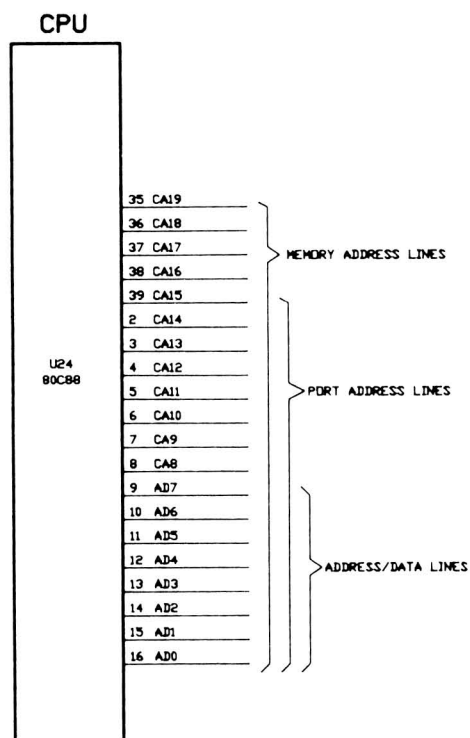 CPU
35 CA19
36 CA18
37 CA17
38 CA16
39 CA15
2 CA14
3 CA13
4 CA12
5 CA11
6 CA10
7 CA9
8 CA8
9 AD7
10 AD6
11 AD5
12 AD4
13 AD3
14 AD2
15 AD1
16 AD0
U24
80C88
MEMORY ADDRESS LINES
PORT ADDRESS LINES
ADDRESS/DATA LINES